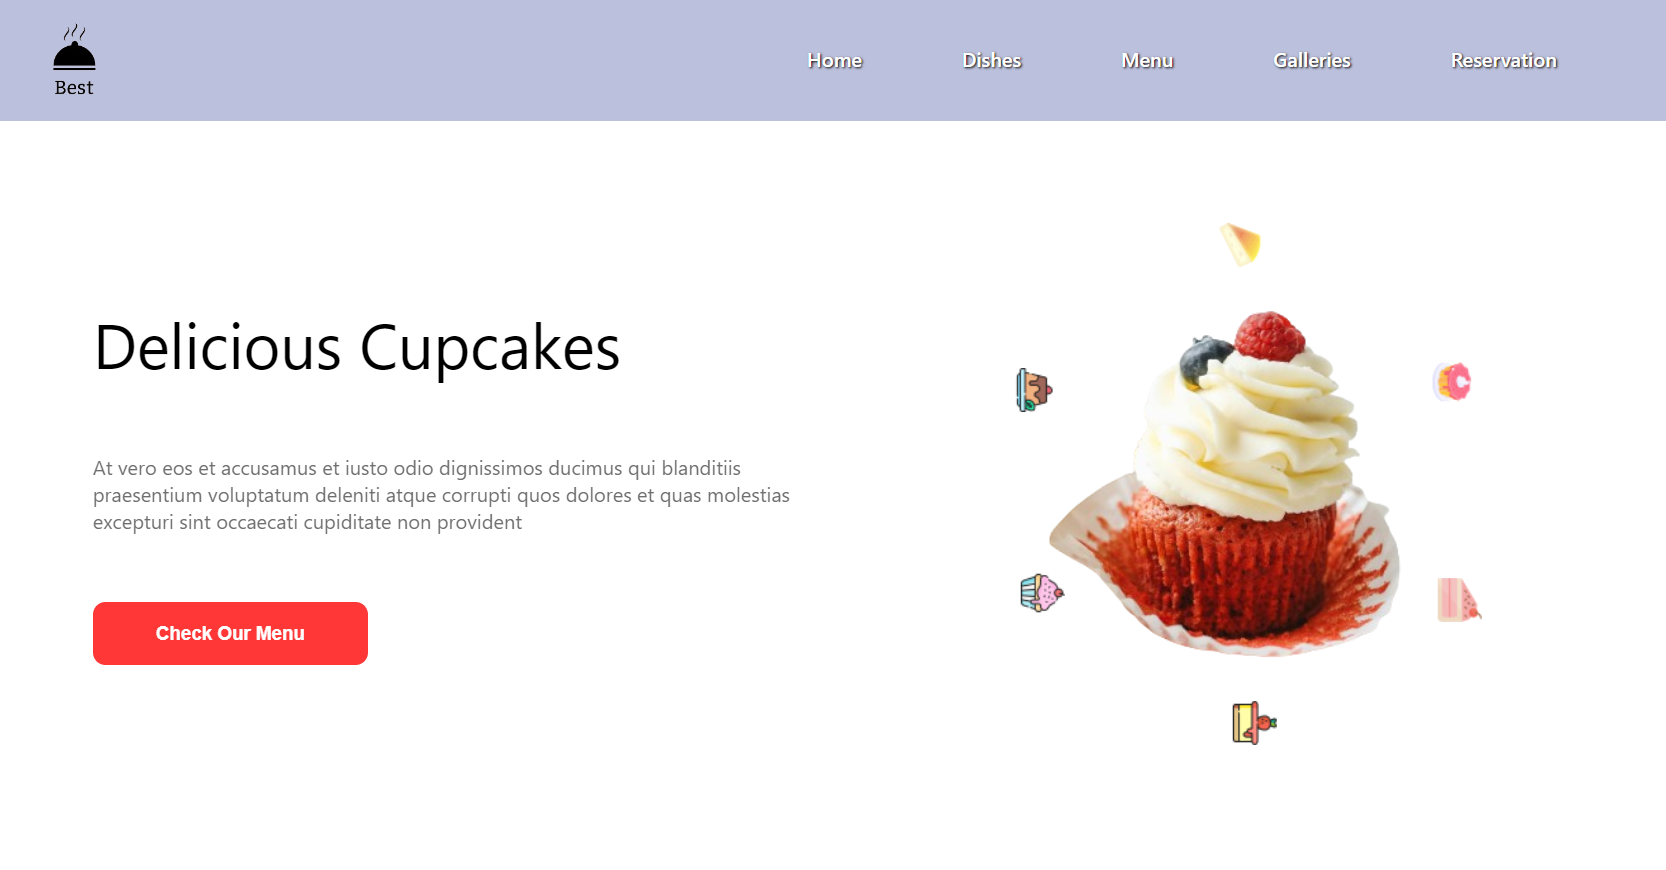 Best
Home
Dishes
Menu
Galleries
Reservation
Delicious Cupcakes
At vero eos et accusamus et iusto odio dignissimos ducimus qui blanditiis
praesentium voluptatum deleniti atque corrupti quos dolores et quas molestias
excepturi sint occaecati cupiditate non provident
Check Our Menu